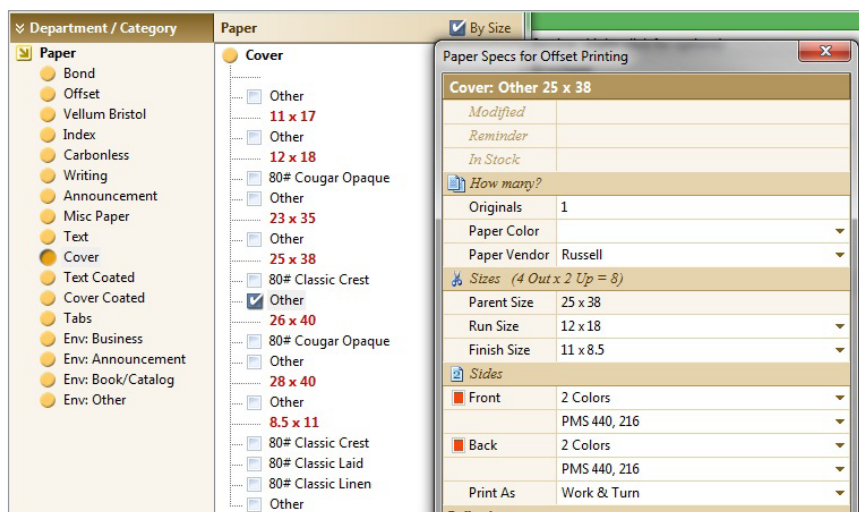 Department / Category
Paper
Bond
Offset
Vellum Bristol
Index
Carbonless
Writing
Announcement
Misc Paper
Text
Cover
Text Coated
Cover Coated
Tabs
Env: Business
Env: Announcement
Env: Book/Catalog
Env: Other
Paper By Size
Cover
Other
11 x 17
Other
12 x 18
80# Cougar Opaque
Other
23 x 35
Other
25 x 38
80# Classic Crest
Other
26 x 40
80# Cougar Opaque
Other
28 x 40
Other
8.5 x 11
80# Classic Crest
80# Classic Laid
80# Classic Linen
Other
Paper Specs for Offset Printing
Cover: Other 25 x 38
Modified
Reminder
In Stock
How many?
Originals 1
Paper Color
Paper Vendor Russell
Sizes (4 Out x 2 Up = 8)
Parent Size 25 x 38
Run Size 12 x 18
Finish Size 11 x 8.5
2 Sides
Front 2 Colors
PMS 440, 216
Back 2 Colors
PMS 440, 216
Print As Work & Turn